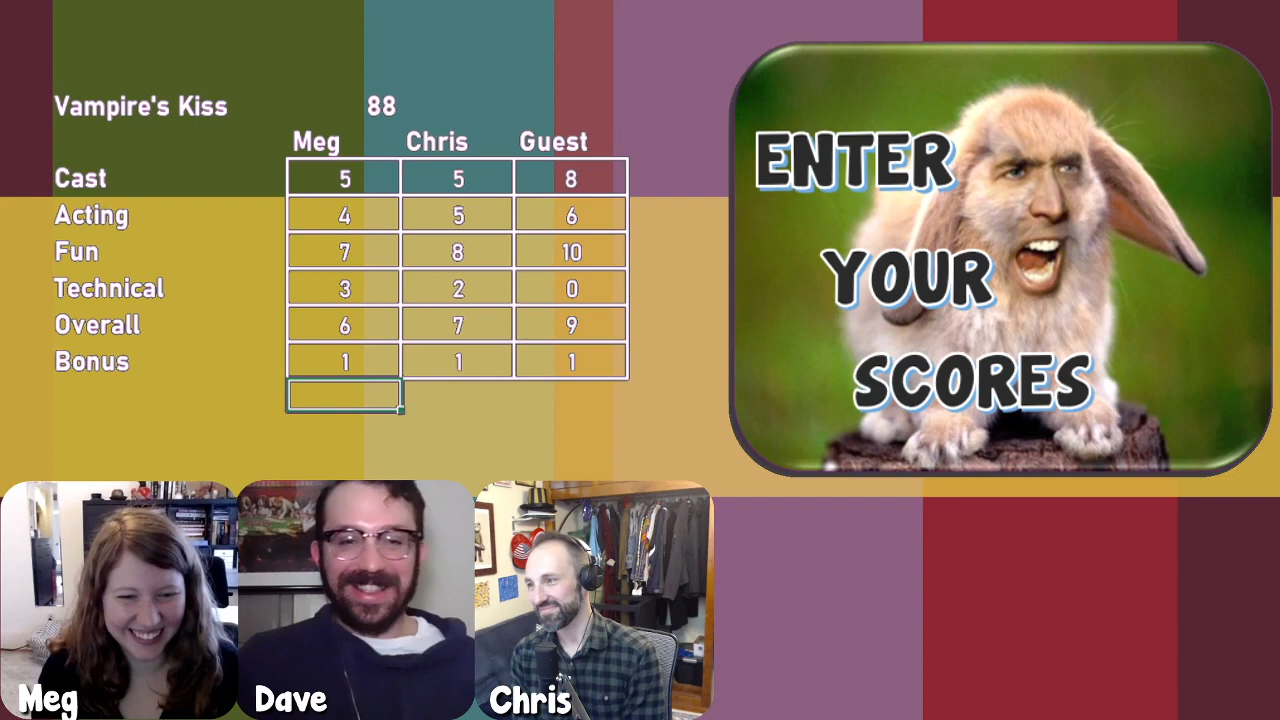 Vampire's Kiss 88
Meg Chris Guest
Cast 5 5 8
Acting 4 5 6
Fun 7 8 10
Technical 3 2 0
Overall 6 7 9
Bonus 1 1 1
ENTER
YOUR
SCORES
Meg
Dave
Chris